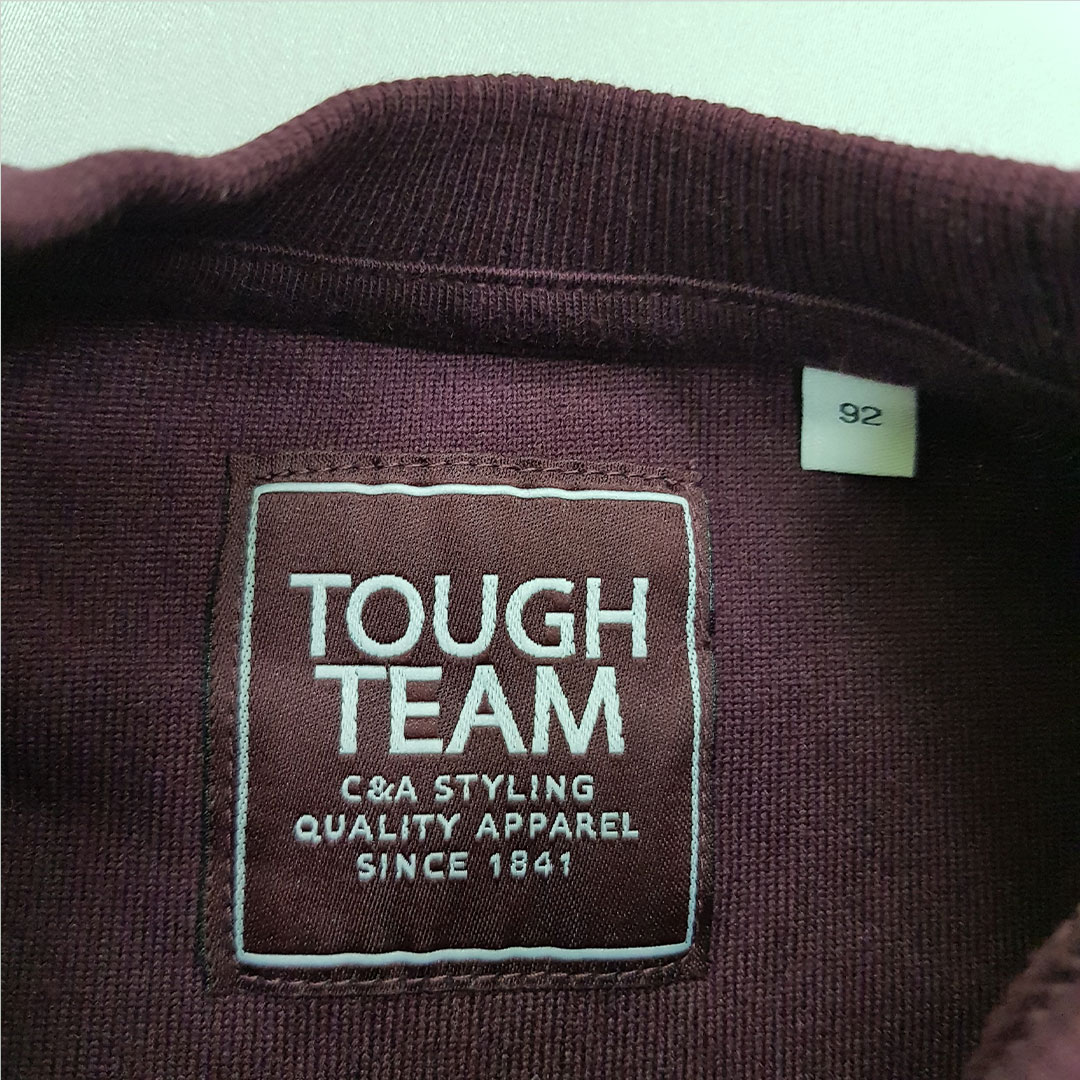 92
TOUGH
TEAM
C&A STYLING
QUALITY APPAREL
SINCE 1841